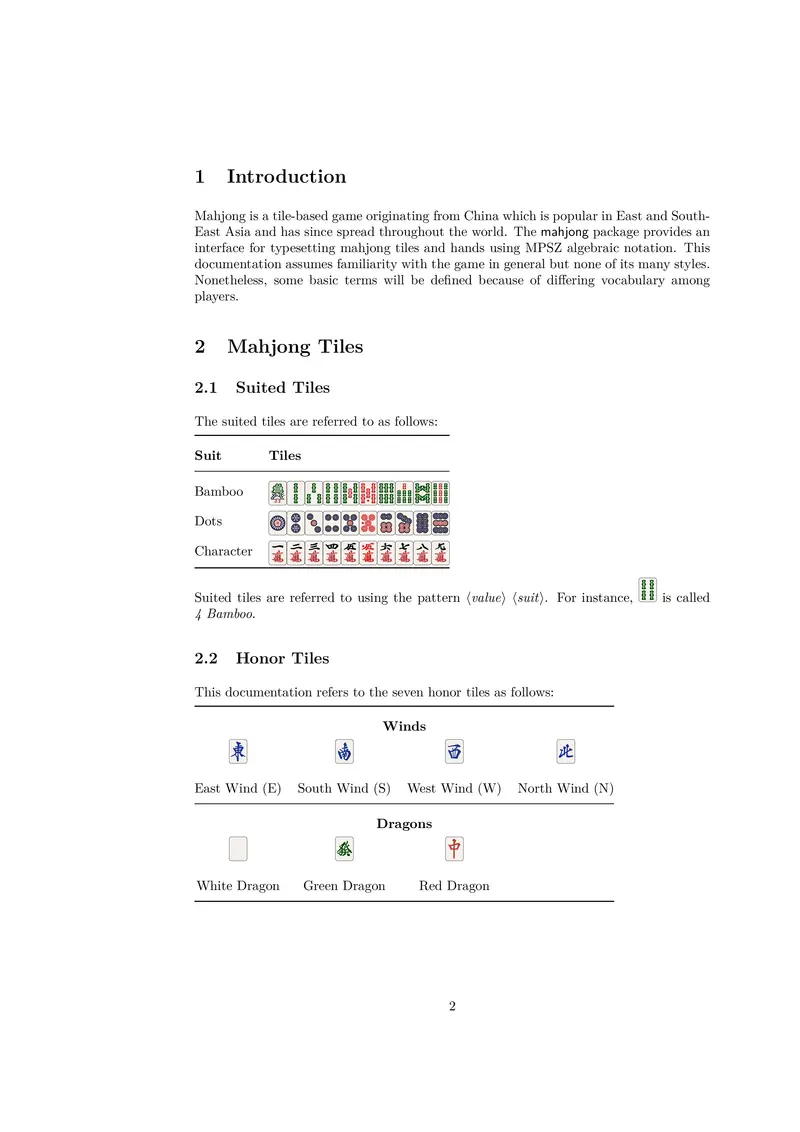 1 Introduction
Mahjong is a tile-based game originating from China which is popular in East and South-
East Asia and has since spread throughout the world. The mahjong package provides an
interface for typesetting mahjong tiles and hands using MPSZ algebraic notation. This
documentation assumes familiarity with the game in general but none of its many styles.
Nonetheless, some basic terms will be defined because of differing vocabulary among
players.
2 Mahjong Tiles
2.1 Suited Tiles
The suited tiles are referred to as follows:
Suit Tiles
Bamboo
Dots
Character 一 二 三 四 伍 伍 六 七 八 九
萬 萬 萬 萬 萬 萬 萬 萬 萬 萬
Suited tiles are referred to using the pattern ⟨value⟩ ⟨suit⟩. For instance, is called
4 Bamboo.
2.2 Honor Tiles
This documentation refers to the seven honor tiles as follows:
Winds
東 南 西 北
East Wind (E) South Wind (S) West Wind (W) North Wind (N)
Dragons
發 中
White Dragon Green Dragon Red Dragon
2